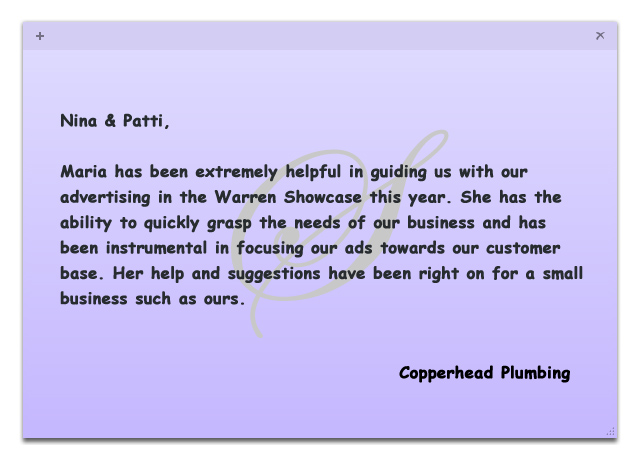 Nina & Patti,
Maria has been extremely helpful in guiding us with our
advertising in the Warren Showcase this year. She has the
ability to quickly grasp the needs of our business and has
been instrumental in focusing our ads towards our customer
base. Her help and suggestions have been right on for a small
business such as ours.
Copperhead Plumbing